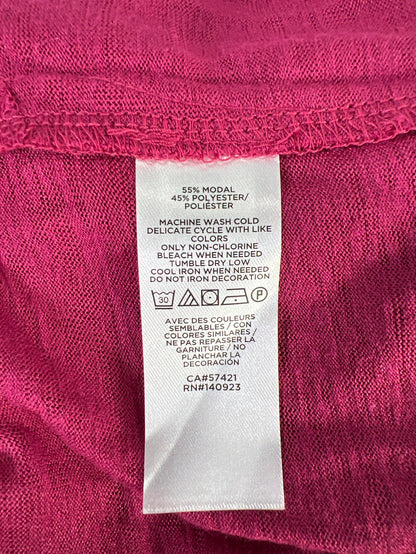 55% MODAL
45% POLYESTER/
POLIÉSTER
MACHINE WASH COLD
DELICATE CYCLE WITH LIKE
COLORS
ONLY NON-CHLORINE
BLEACH WHEN NEEDED
TUMBLE DRY LOW
COOL IRON WHEN NEEDED
DO NOT IRON DECORATION
30 P
AVEC DES COULEURS
SEMBLABLES / CON
COLORES SIMILARES /
NE PAS REPASSER LA
GARNITURE / NO
PLANCHAR LA
DECORACIÓN
CA#57421
RN#140923